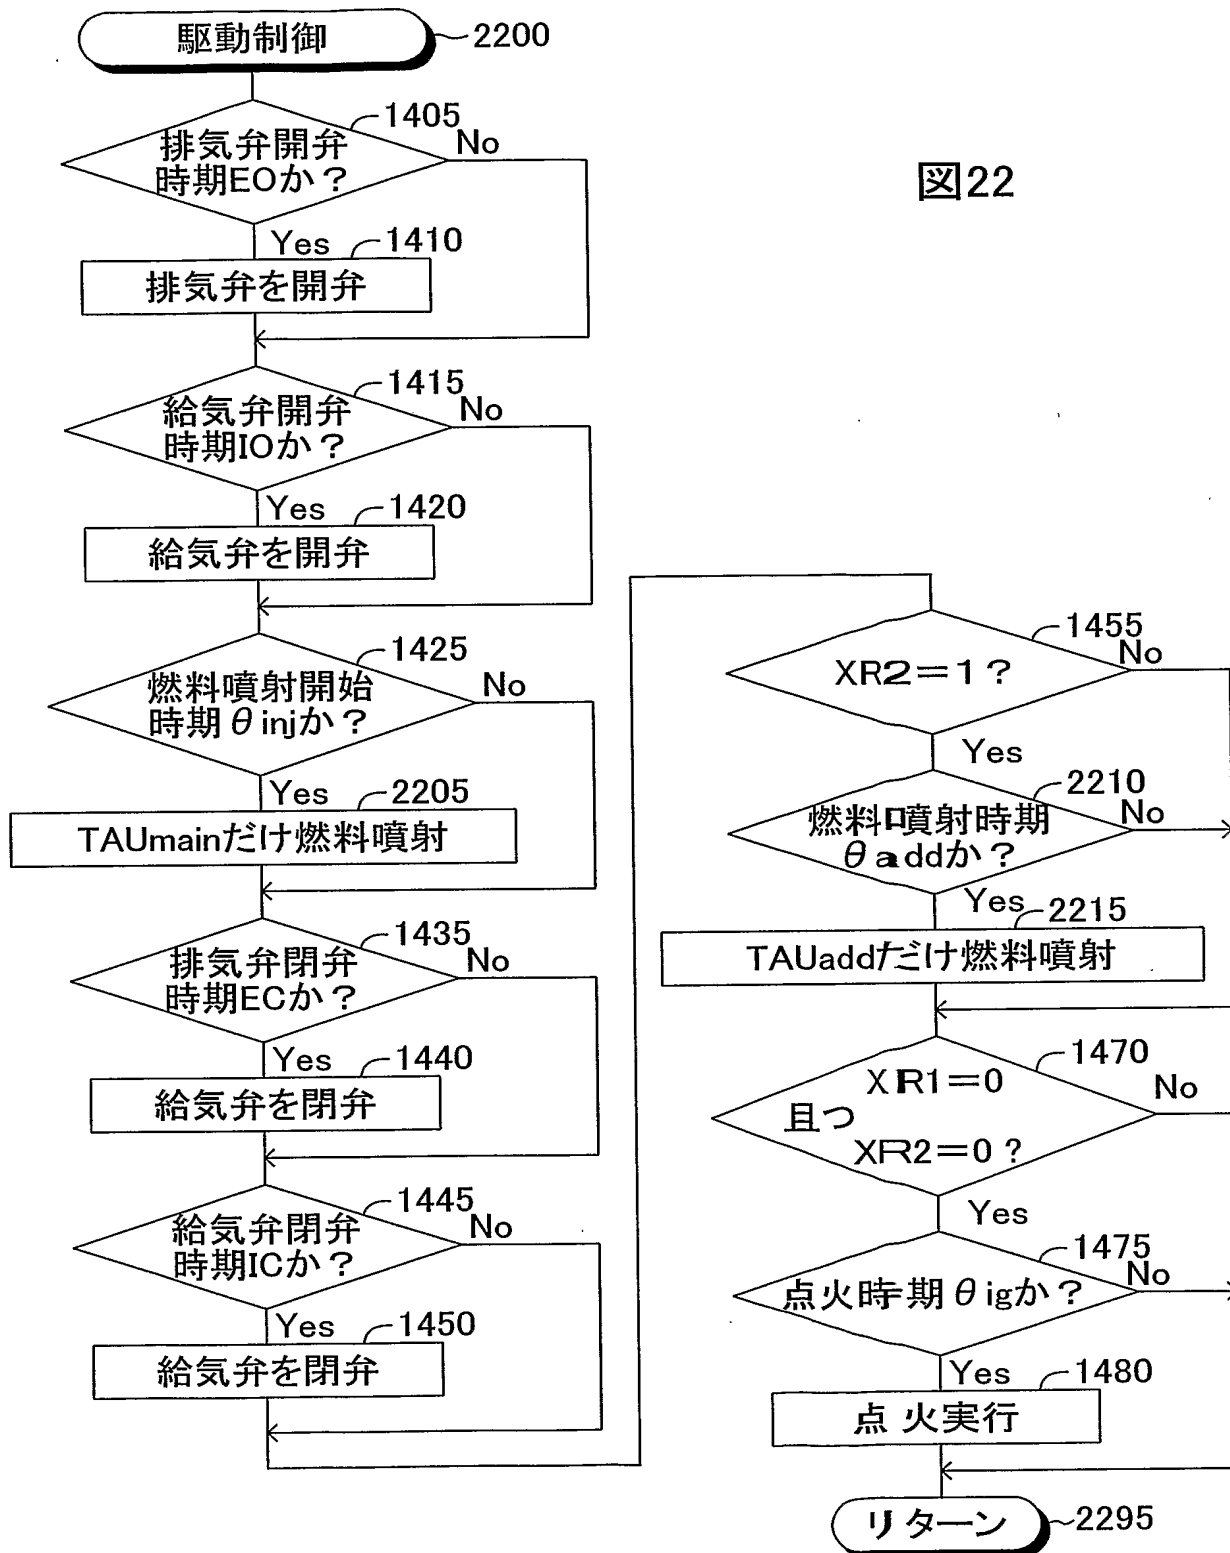 駆動制御
2200
1405
排気弁開弁
時期EOか？
No
Yes
1410
排気弁を開弁
1415
給気弁開弁
時期IOか？
No
Yes
1420
給気弁を開弁
1425
燃料噴射開始
時期θinjか？
No
Yes
2205
TAUmainだけ燃料噴射
1435
排気弁閉弁
時期ECか？
No
Yes
1440
給気弁を閉弁
1445
給気弁閉弁
時期ICか？
No
Yes
1450
給気弁を閉弁
図22
1455
XR2＝1？
No
Yes
2210
燃料噴射時期
θaddか？
No
Yes
2215
TAUaddだけ燃料噴射
1470
XR1＝0
且つ
XR2＝0？
No
Yes
1475
点火時期θigか？
No
Yes
1480
点火実行
リターン
2295